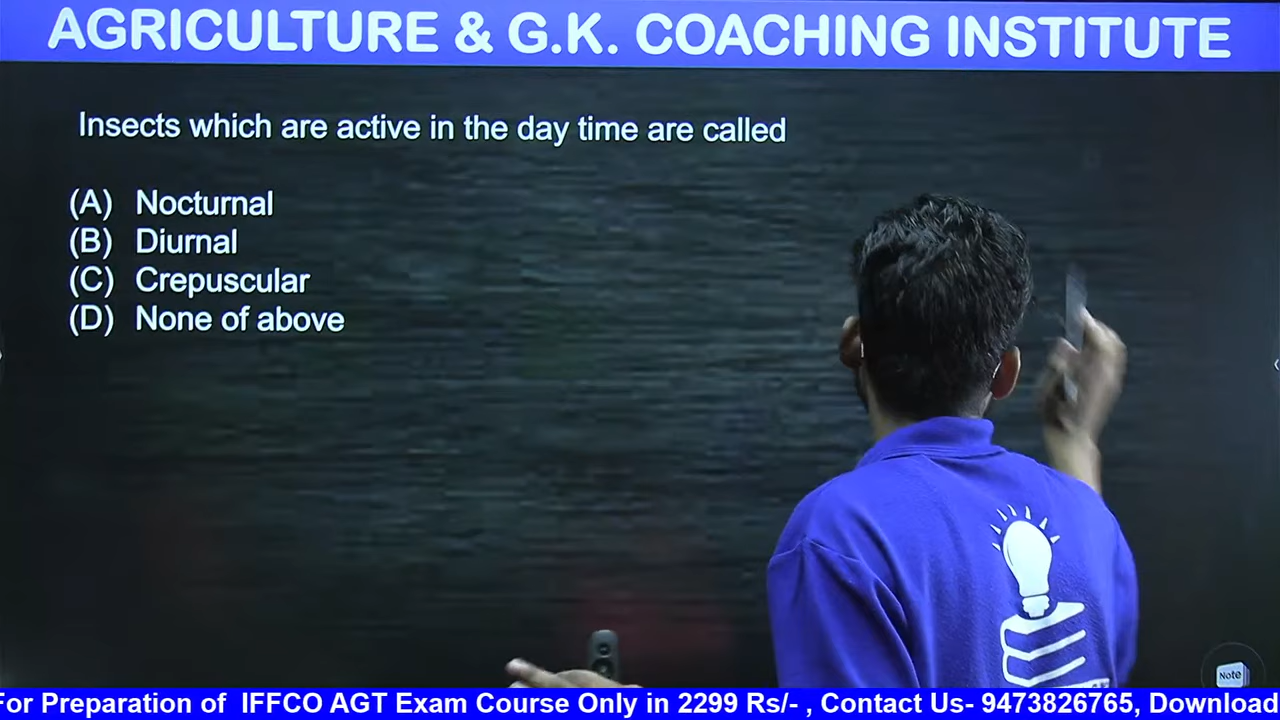 AGRICULTURE & G.K. COACHING INSTITUTE
Insects which are active in the day time are called
(A) Nocturnal
(B) Diurnal
(C) Crepuscular
(D) None of above
Note
For Preparation of IFFCO AGT Exam Course Only in 2299 Rs/- , Contact Us- 9473826765, Download